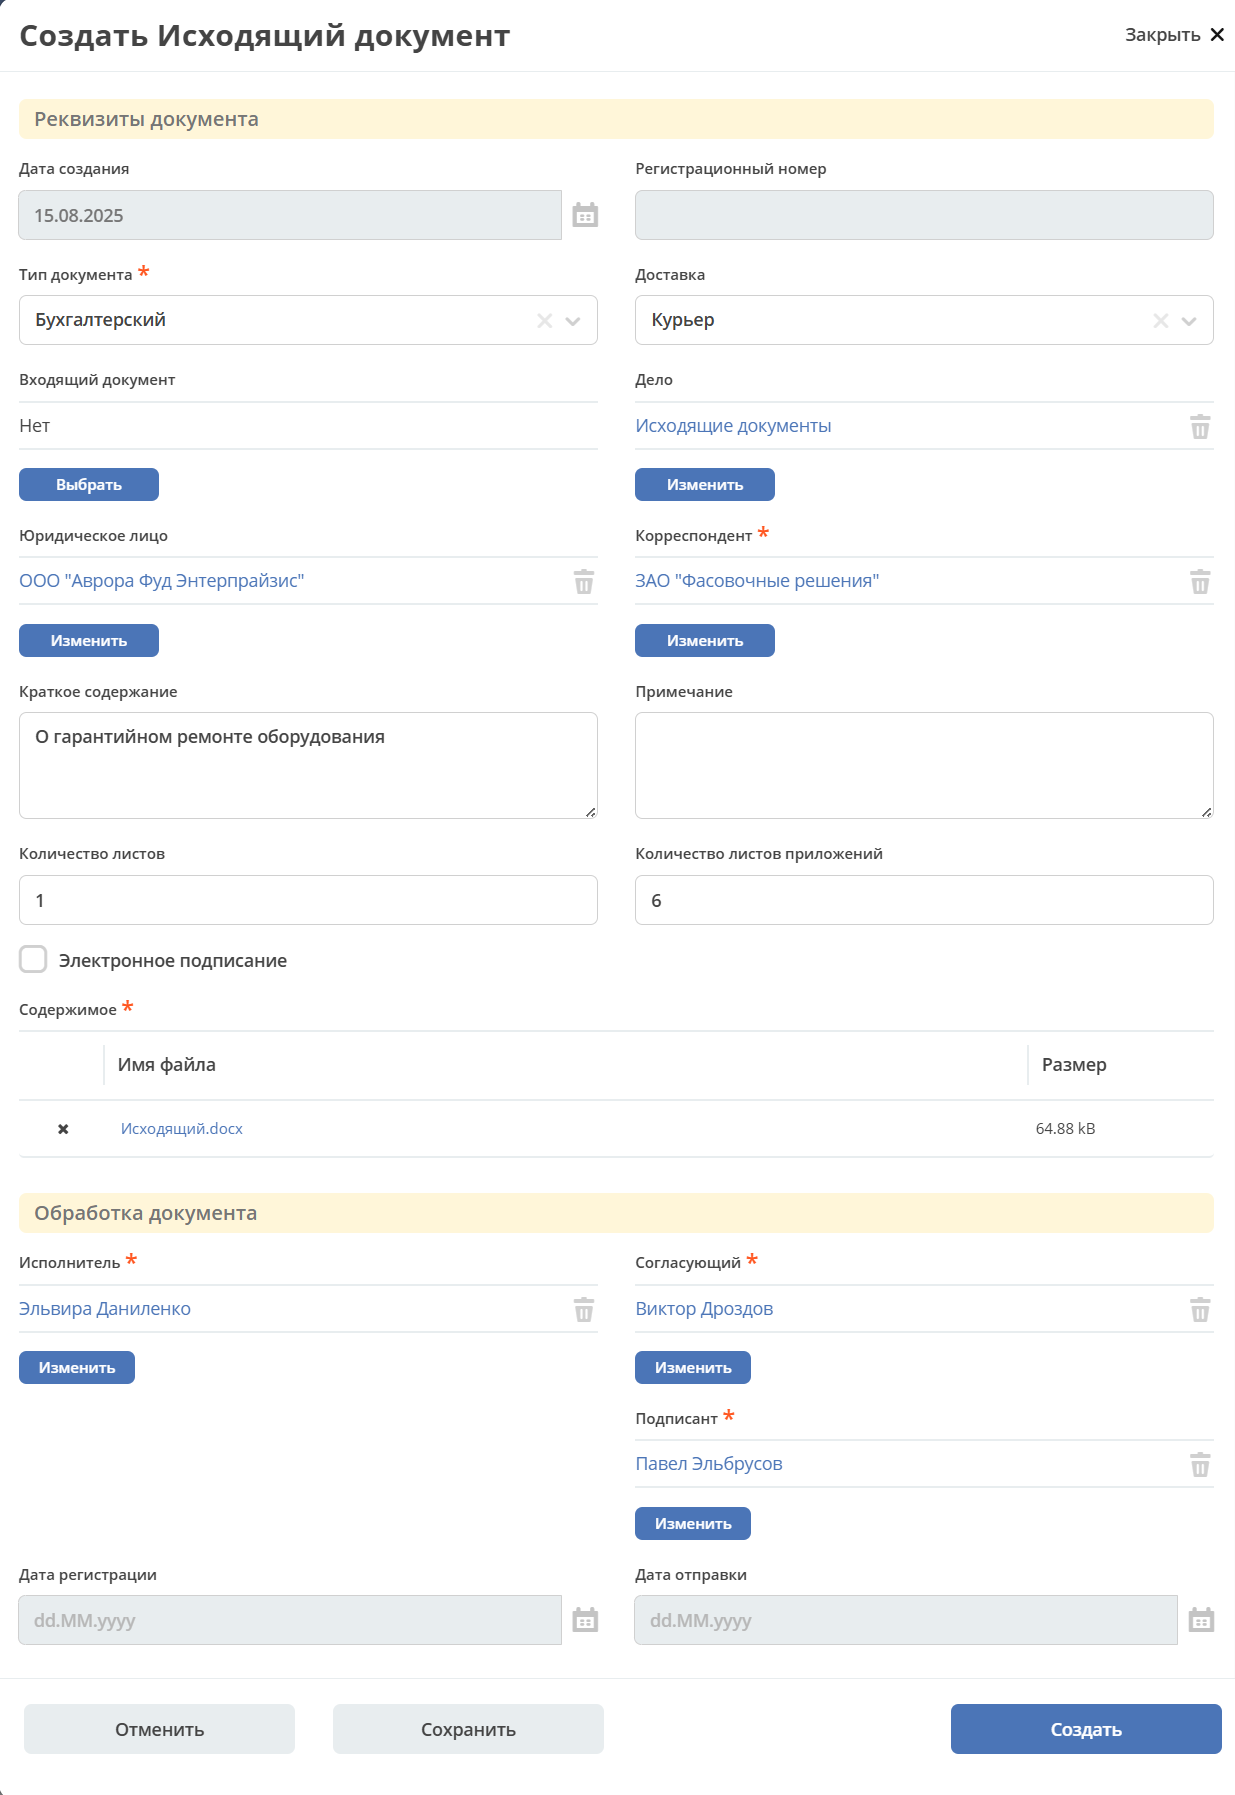 Создать Исходящий документ
Закрыть
Реквизиты документа
Дата создания
Регистрационный номер
15.08.2025
Тип документа *
Доставка
Бухгалтерский
Курьер
Входящий документ
Дело
Нет
Исходящие документы
Выбрать
Изменить
Юридическое лицо
Корреспондент *
ООО "Аврора Фуд Энтерпрайзис"
ЗАО "Фасовочные решения"
Изменить
Изменить
Краткое содержание
Примечание
О гарантийном ремонте оборудования
Количество листов
Количество листов приложений
1
6
Электронное подписание
Содержимое *
Имя файла
Размер
Исходящий.docx
64.88 kB
Обработка документа
Исполнитель *
Согласующий *
Эльвира Даниленко
Виктор Дроздов
Изменить
Изменить
Подписант *
Павел Эльбрусов
Изменить
Дата регистрации
Дата отправки
dd.MM.yyyy
dd.MM.yyyy
Отменить
Сохранить
Создать